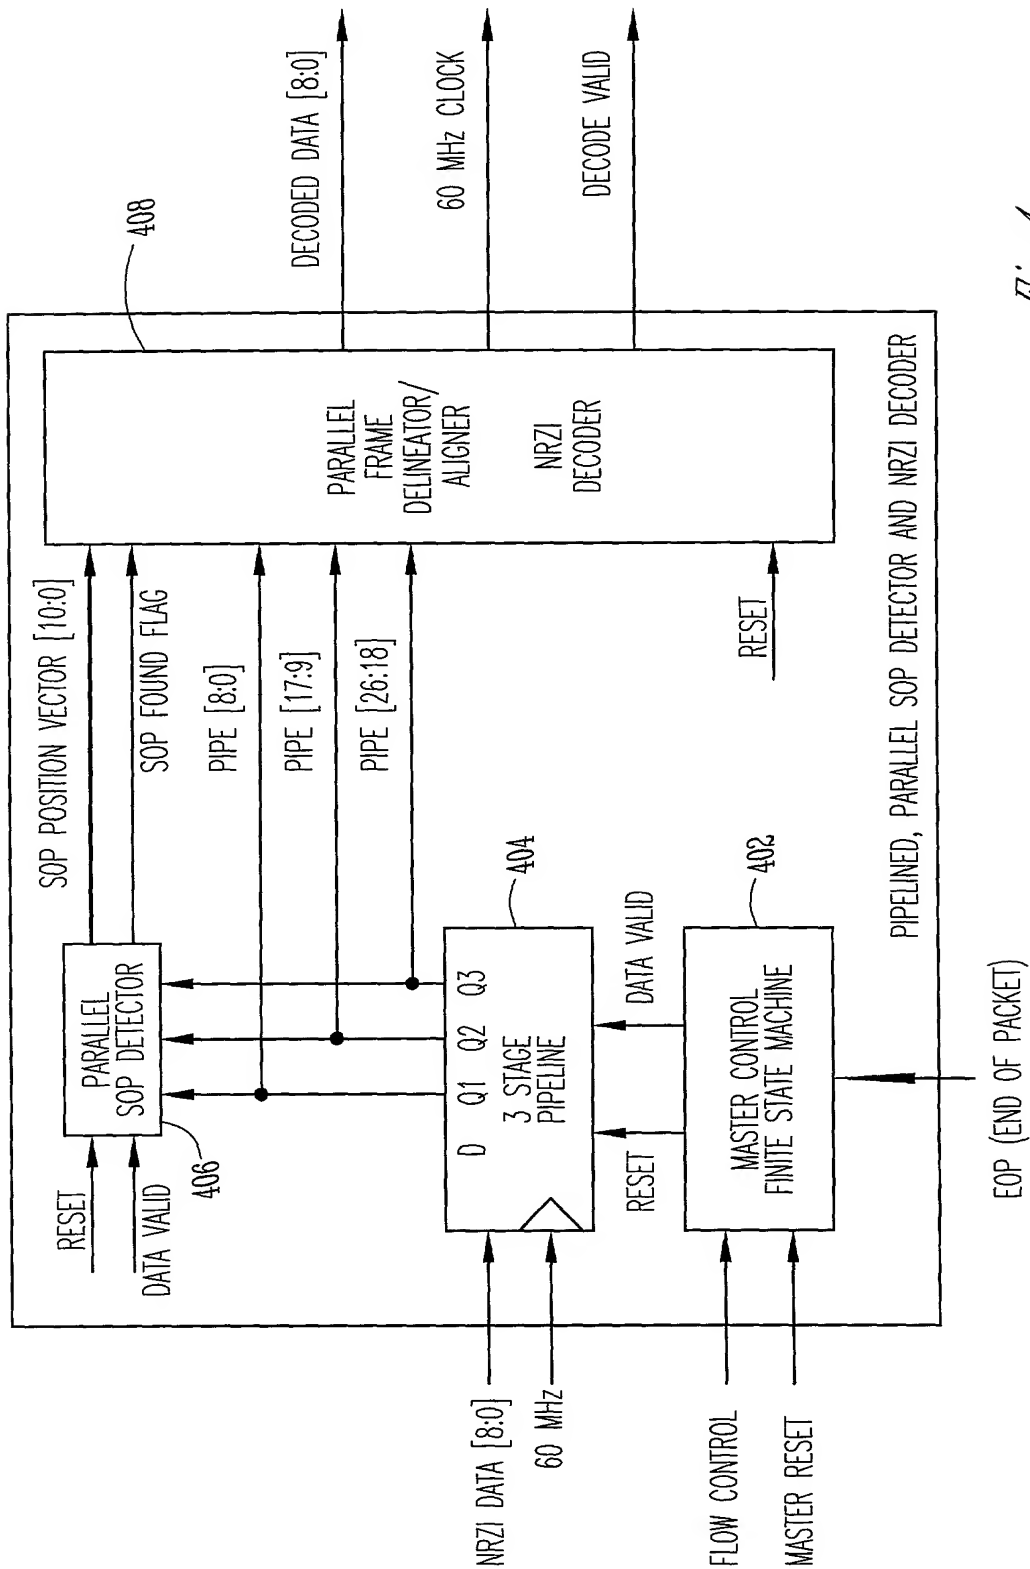 408
DECODED DATA [8:0]
60 MHz CLOCK
DECODE VALID
SOP POSITION VECTOR [10:0]
SOP FOUND FLAG
PIPE [8:0]
PIPE [17:9]
PIPE [26:18]
PARALLEL
FRAME
DELINEATOR/
ALIGNER
NRZI
DECODER
RESET
PARALLEL
SOP DETECTOR
406
RESET
DATA VALID
404
D Q1 Q2 Q3
3 STAGE
PIPELINE
NRZI DATA [8:0]
60 MHz
RESET
DATA VALID
402
MASTER CONTROL
FINITE STATE MACHINE
FLOW CONTROL
MASTER RESET
PIPELINED, PARALLEL SOP DETECTOR AND NRZI DECODER
EOP (END OF PACKET)